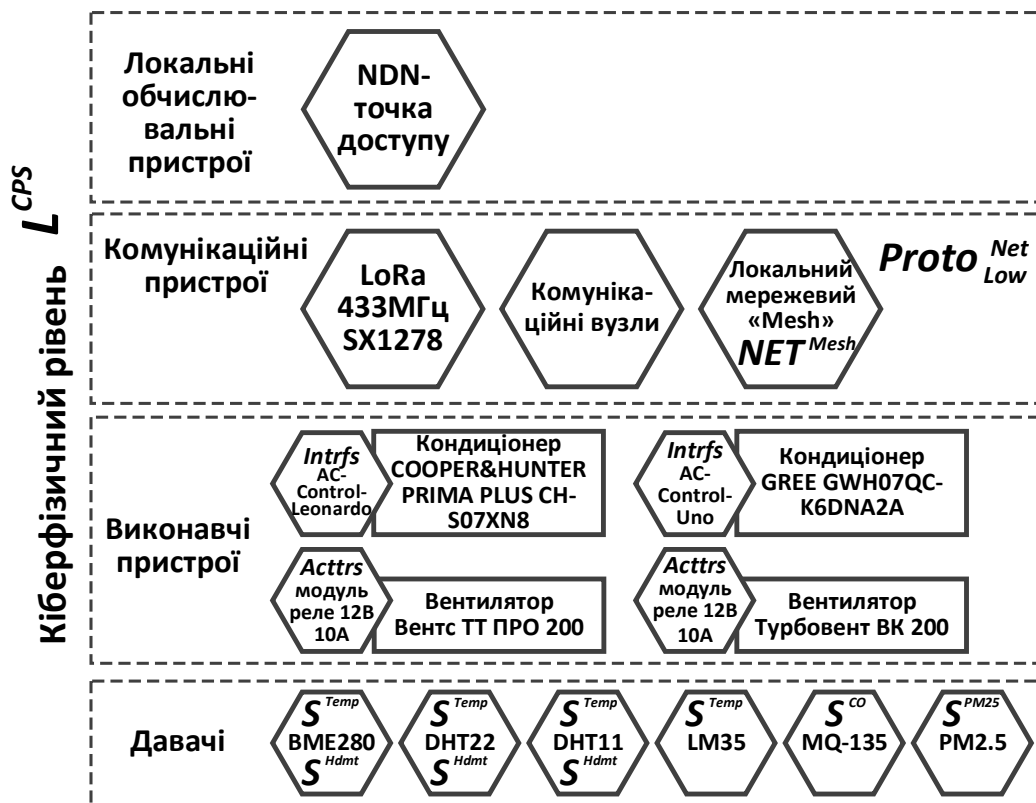 Кіберфізичний рівень L^CPS
Локальні
обчислю-
вальні
пристрої
NDN-
точка
доступу
Комунікаційні
пристрої
LoRa
433МГц
SX1278
Комуніка-
ційні вузли
Локальний
мережевий
«Mesh»
NET^Mesh
Proto^Net_Low
Виконавчі
пристрої
Intrfs
AC-
Control-
Leonardo
Кондиціонер
COOPER&HUNTER
PRIMA PLUS CH-
S07XN8
Intrfs
AC-
Control-
Uno
Кондиціонер
GREE GWH07QC-
K6DNA2A
Acttrs
модуль
реле 12В
10А
Вентилятор
Вентс ТТ ПРО 200
Acttrs
модуль
реле 12В
10А
Вентилятор
Турбовент ВК 200
Давачі
S^Temp
BME280
S^Hdmt
S^Temp
DHT22
S^Hdmt
S^Temp
DHT11
S^Hdmt
S^Temp
LM35
S^CO
MQ-135
S^PM25
PM2.5